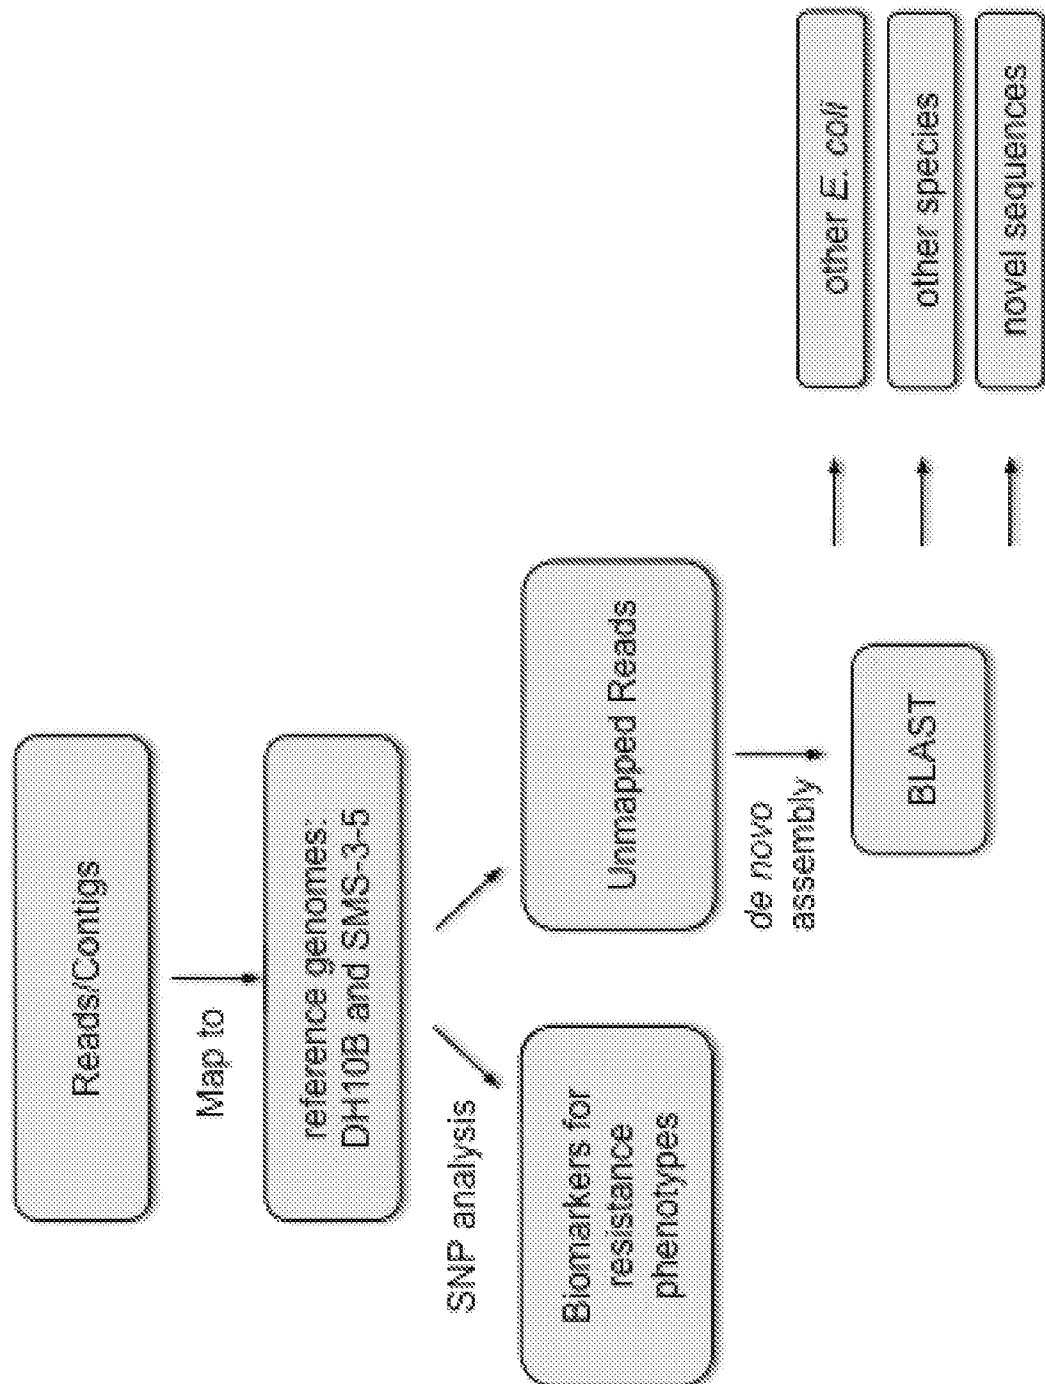 Reads/Contigs
Map to
reference genomes:
DH10B and SMS-3-5
SNP analysis
Biomarkers for
resistance
phenotypes
Unmapped Reads
de novo
assembly
BLAST
other E. coli
other species
novel sequences